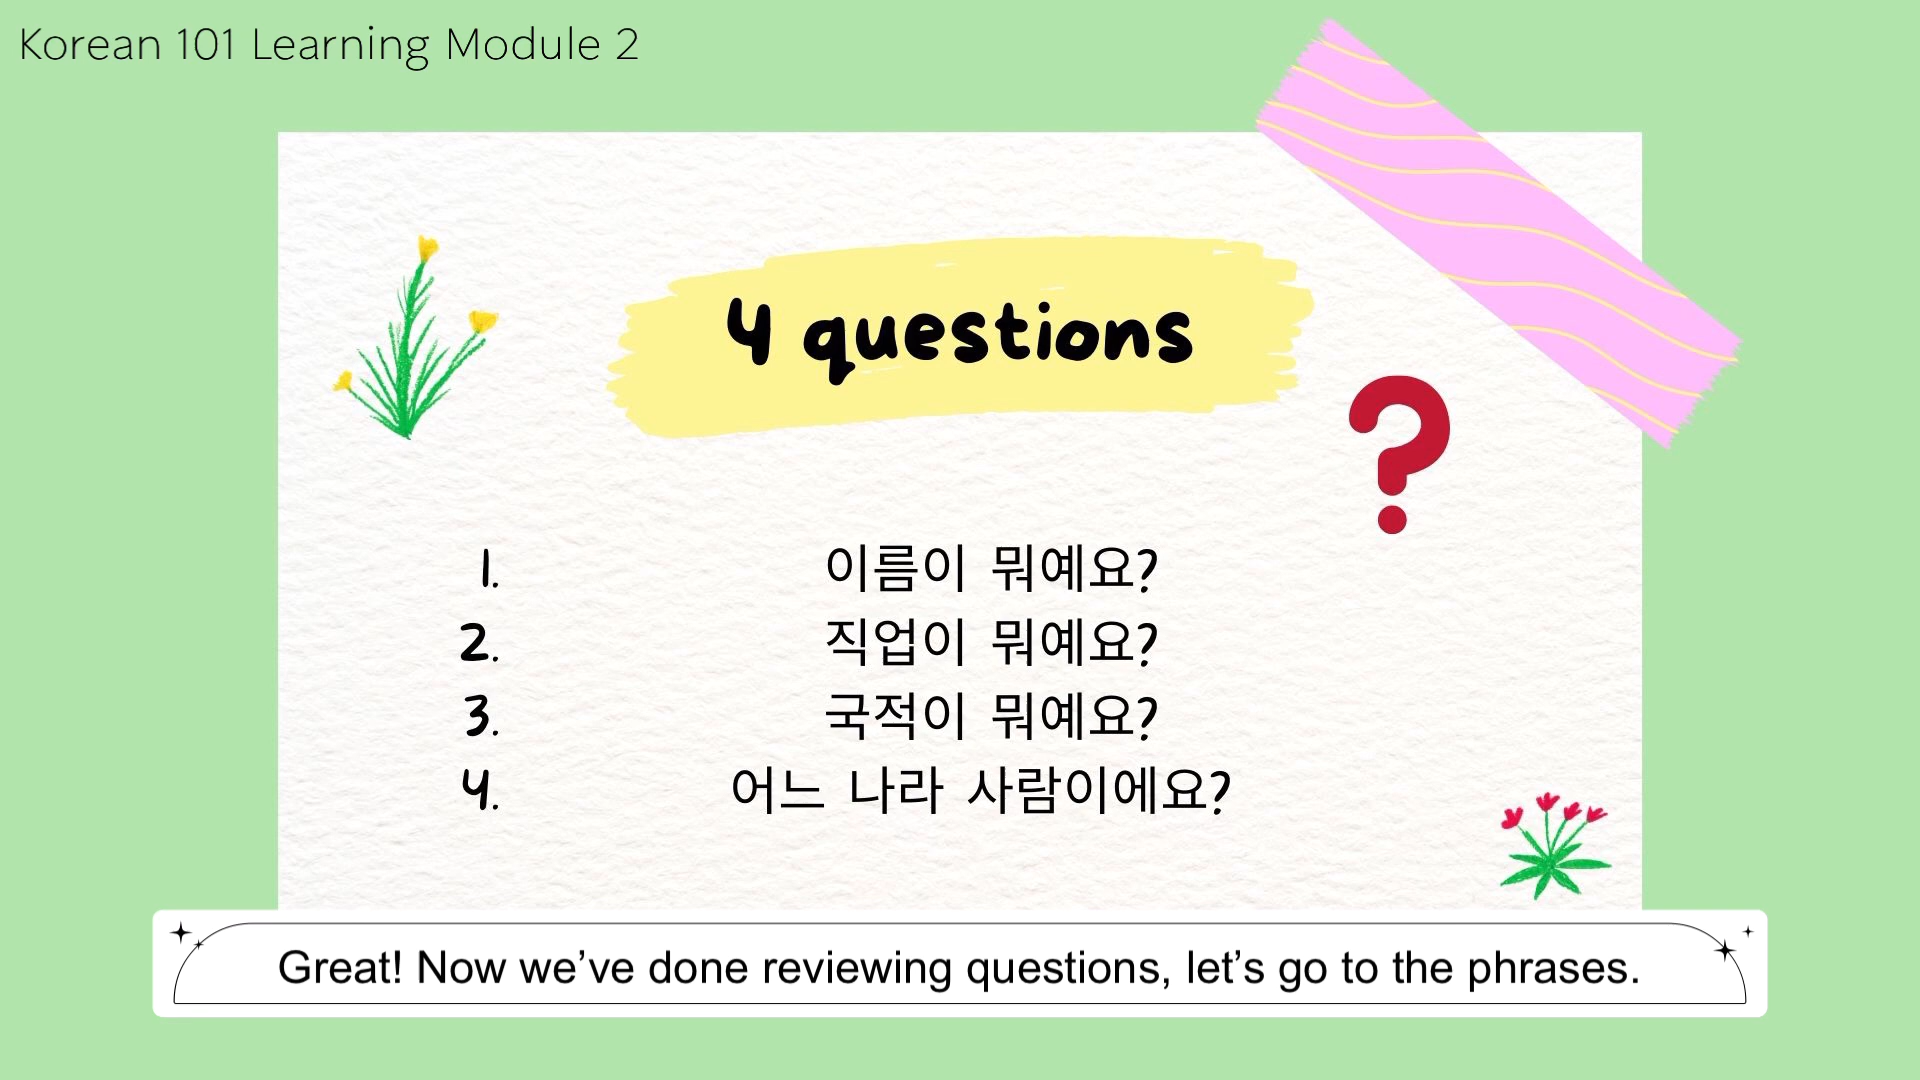 Korean 101 Learning Module 2
4 questions
1. 이름이 뭐예요?
2. 직업이 뭐예요?
3. 국적이 뭐예요?
4. 어느 나라 사람이에요?
Great! Now we’ve done reviewing questions, let’s go to the phrases.